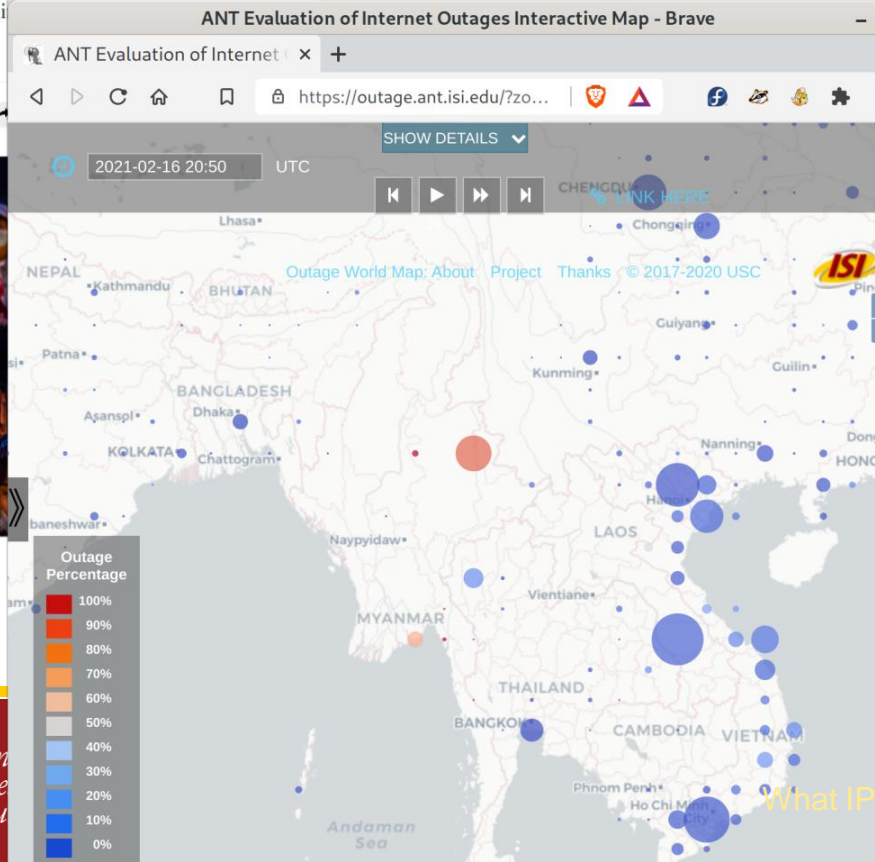 ANT Evaluation of Internet Outages Interactive Map - Brave
ANT Evaluation of Internet
https://outage.ant.isi.edu/?zo...
SHOW DETAILS
2021-02-16 20:50 UTC
CHENGDU
LINK HERE
Lhasa
Chongqing
NEPAL
Outage World Map: About Project Thanks © 2017-2020 USC
ISI
Kathmandu
BHUTAN
Pin
Guiyang
Patna
Kunming
Guilin
BANGLADESH
Asansol
Dhaka
Nanning
Don
KOLKATA
Chattogram
HONG
Hanoi
baneshwar
Naypyidaw
LAOS
Outage
Percentage
100%
90%
80%
70%
60%
50%
40%
30%
20%
10%
0%
Vientiane
MYANMAR
THAILAND
BANGKOK
CAMBODIA
VIETNAM
Phnom Penh
What IP
Ho Chi Minh
City
Andaman
Sea